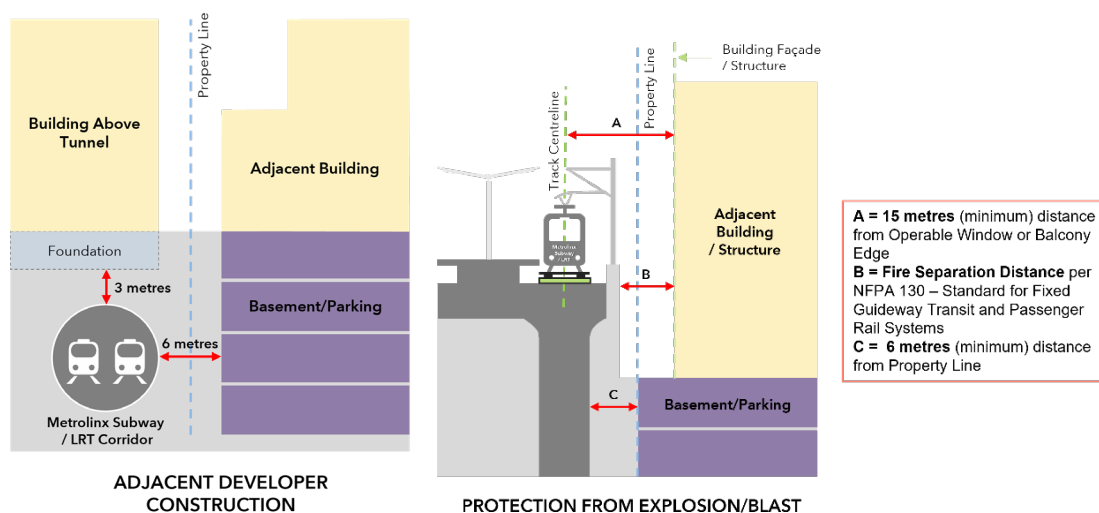 Property Line
Building Above
Tunnel
Adjacent Building
Foundation
3 metres
Basement/Parking
6 metres
Metrolinx Subway
/ LRT Corridor
ADJACENT DEVELOPER
CONSTRUCTION
Building Façade
/ Structure
Property Line
A
Track Centreline
Metrolinx
Subway
/ LRT
Adjacent
Building
/ Structure
B
C
Basement/Parking
PROTECTION FROM EXPLOSION/BLAST
A = 15 metres (minimum) distance
from Operable Window or Balcony
Edge
B = Fire Separation Distance per
NFPA 130 – Standard for Fixed
Guideway Transit and Passenger
Rail Systems
C = 6 metres (minimum) distance
from Property Line